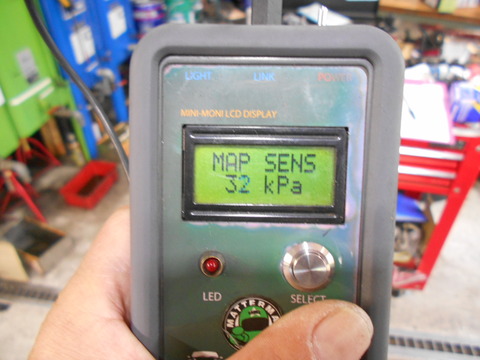 LIGHT LINK POWER
MINI-MONI LCD DISPLAY
MAP SENS
32 kPa
LED SELECT